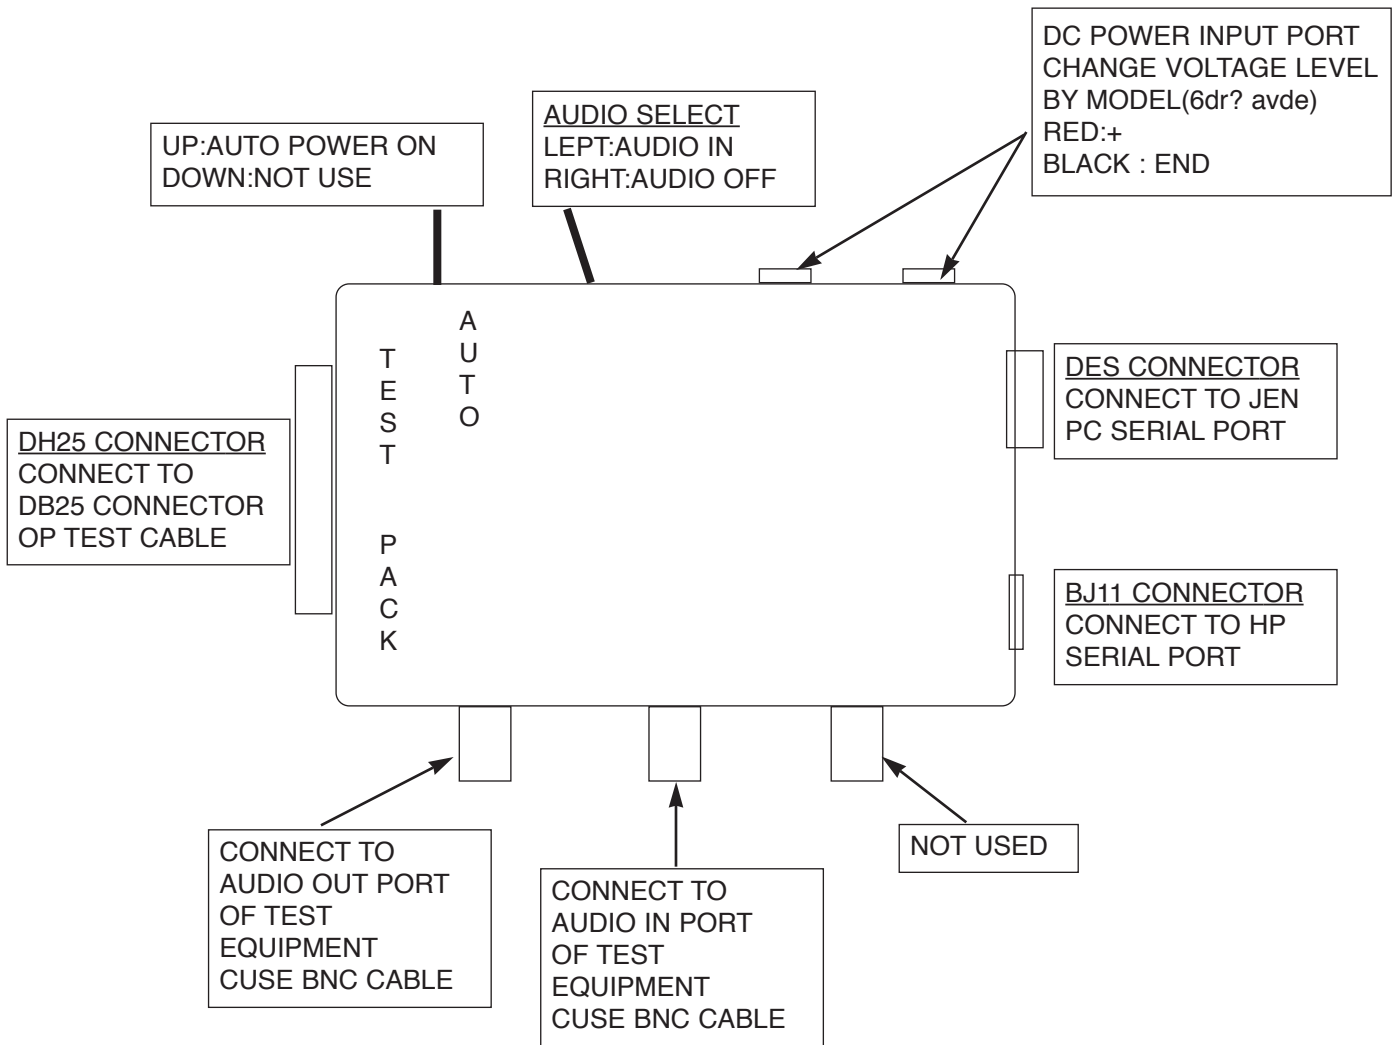 DC POWER INPUT PORT
CHANGE VOLTAGE LEVEL
BY MODEL(6dr? avde)
RED:+
BLACK : END
AUDIO SELECT
LEPT:AUDIO IN
RIGHT:AUDIO OFF
UP:AUTO POWER ON
DOWN:NOT USE
AUTO
TEST PACK
DES CONNECTOR
CONNECT TO JEN
PC SERIAL PORT
DH25 CONNECTOR
CONNECT TO
DB25 CONNECTOR
OP TEST CABLE
BJ11 CONNECTOR
CONNECT TO HP
SERIAL PORT
CONNECT TO
AUDIO OUT PORT
OF TEST
EQUIPMENT
CUSE BNC CABLE
CONNECT TO
AUDIO IN PORT
OF TEST
EQUIPMENT
CUSE BNC CABLE
NOT USED